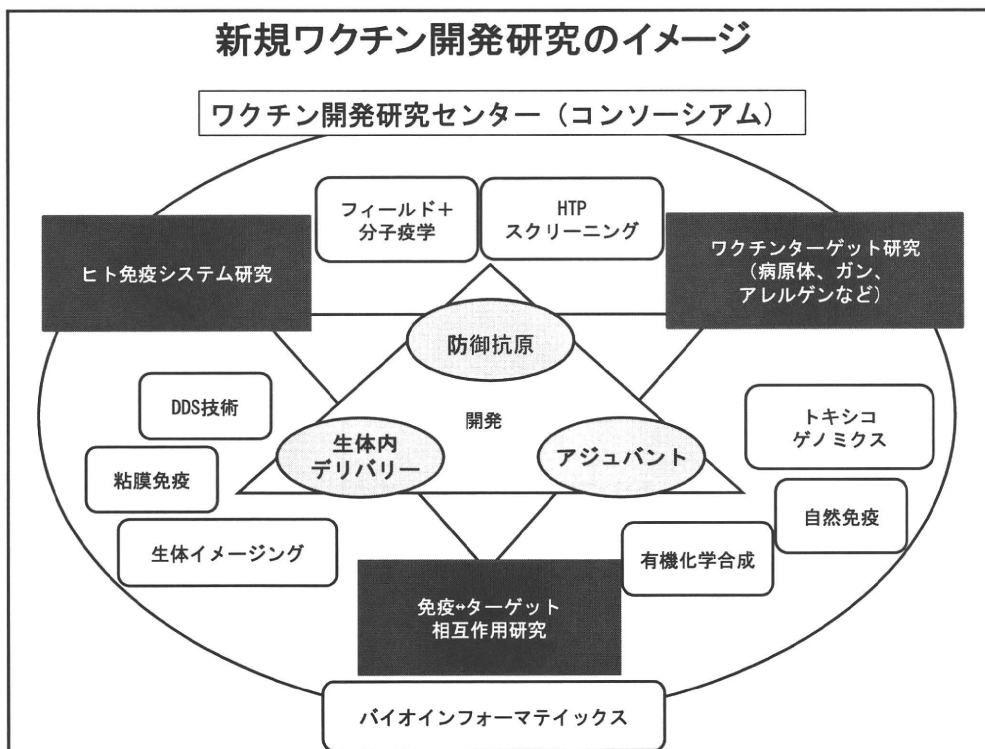 新規ワクチン開発研究のイメージ
ワクチン開発研究センター（コンソーシアム）
フィールド＋
分子疫学
HTP
スクリーニング
ヒト免疫システム研究
ワクチンターゲット研究
（病原体、ガン、
アレルゲンなど）
防御抗原
開発
生体内
デリバリー
アジュバント
DDS技術
粘膜免疫
生体イメージング
トキシコ
ゲノミクス
自然免疫
有機化学合成
免疫↔ターゲット
相互作用研究
バイオインフォーマテイックス